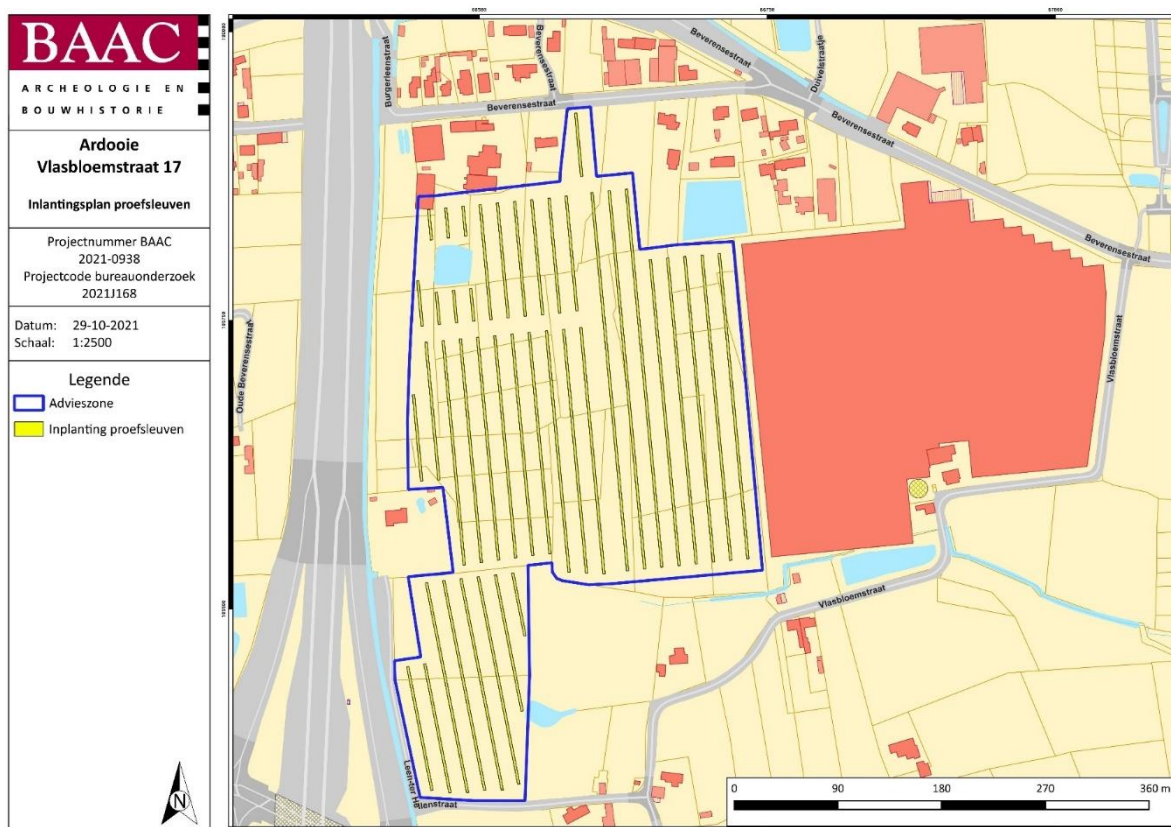 BAAC
ARCHEOLOGIE EN
BOUWHISTORIE
Ardooie
Vlasbloemstraat 17
Inlantingsplan proefsleuven
Projectnummer BAAC
2021-0938
Projectcode bureauonderzoek
2021J168
Datum: 29-10-2021
Schaal: 1:2500
Legende
Advieszone
Inplanting proefsleuven
N
Burgerleenstraat
Beverensestraat
Beverensestraat
Beverensestraat
Duivelstraatje
Beverensestraat
Beverensestraat
Oude Beverensestraat
Vlasbloemstraat
Vlasbloemstraat
0 90 180 270 360 m